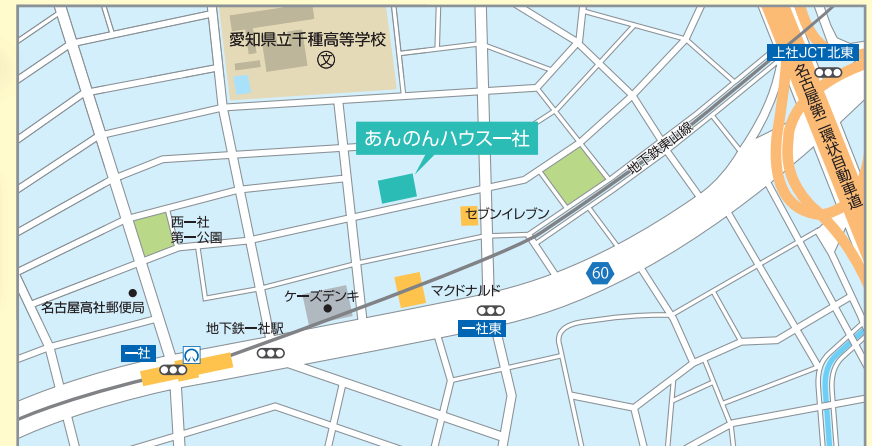 愛知県立千種高等学校
文
上社JCT北東
名古屋第二環状自動車道
あんのんハウス一社
地下鉄東山線
セブンイレブン
西一社
第一公園
60
ケーズデンキ
マクドナルド
名古屋高社郵便局
地下鉄一社駅
一社東
一社